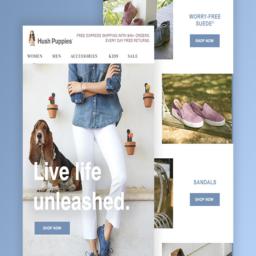 Hush Puppies
FREE EXPRESS SHIPPING WITH $49+ ORDERS.
EVERY DAY FREE RETURNS.
WOMEN MEN ACCESSORIES KIDS SALE
Live life
unleashed.
SHOP NOW
WORRY-FREE
SUEDE
SHOP NOW
SANDALS
SHOP NOW